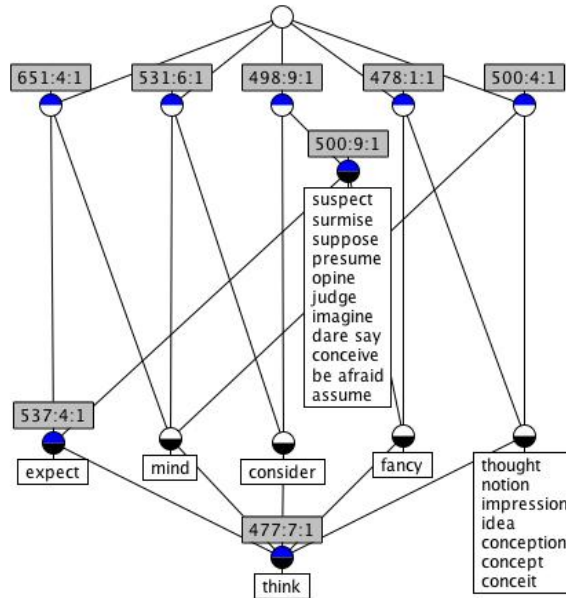 651:4:1
531:6:1
498:9:1
478:1:1
500:4:1
500:9:1
suspect
surmise
suppose
presume
opine
judge
imagine
dare say
conceive
be afraid
assume
537:4:1
expect
mind
consider
fancy
thought
notion
impression
idea
conception
concept
conceit
477:7:1
think